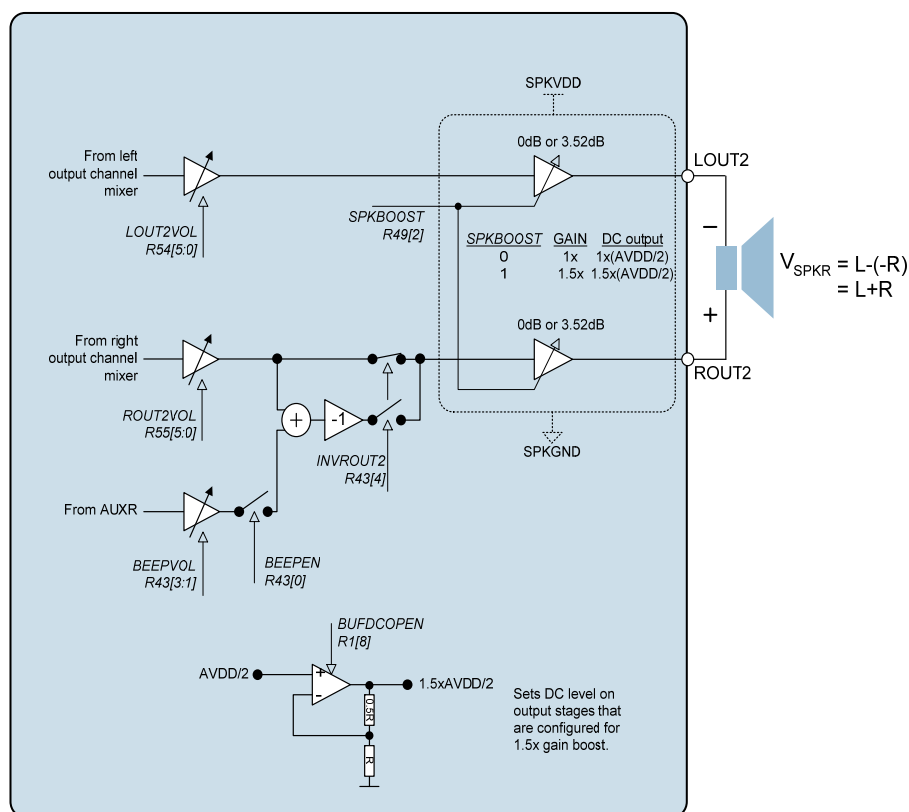 SPKVDD
0dB or 3.52dB
LOUT2
From left
output channel
mixer
LOUT2VOL
R54[5:0]
SPKBOOST
R49[2]
SPKBOOST GAIN DC output
0 1x 1x(AVDD/2)
1 1.5x 1.5x(AVDD/2)
−
+
VSPKR = L-(-R)
= L+R
0dB or 3.52dB
ROUT2
From right
output channel
mixer
ROUT2VOL
R55[5:0]
+
-1
INVROUT2
R43[4]
SPKGND
From AUXR
BEEPVOL
R43[3:1]
BEEPEN
R43[0]
BUFDCOPEN
R1[8]
AVDD/2
+
-
1.5xAVDD/2
0.5R
R
Sets DC level on
output stages that
are configured for
1.5x gain boost.